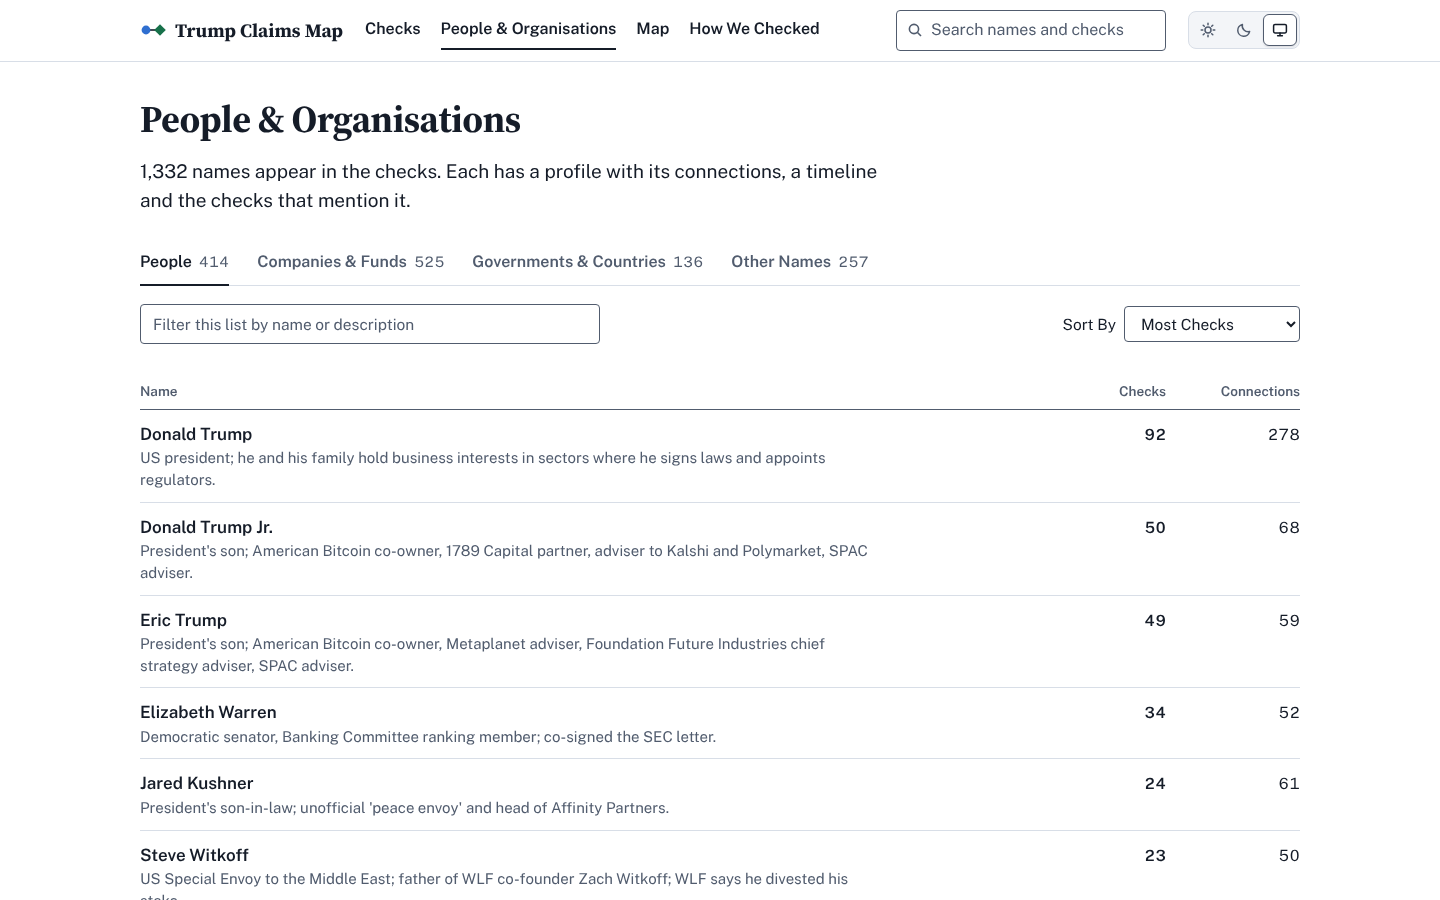 Trump Claims Map
Checks
People & Organisations
Map
How We Checked
Search names and checks
People & Organisations
1,332 names appear in the checks. Each has a profile with its connections, a timeline
and the checks that mention it.
People 414
Companies & Funds 525
Governments & Countries 136
Other Names 257
Filter this list by name or description
Sort By
Most Checks
Name
Checks
Connections
Donald Trump
92
278
US president; he and his family hold business interests in sectors where he signs laws and appoints
regulators.
Donald Trump Jr.
50
68
President's son; American Bitcoin co-owner, 1789 Capital partner, adviser to Kalshi and Polymarket, SPAC
adviser.
Eric Trump
49
59
President's son; American Bitcoin co-owner, Metaplanet adviser, Foundation Future Industries chief
strategy adviser, SPAC adviser.
Elizabeth Warren
34
52
Democratic senator, Banking Committee ranking member; co-signed the SEC letter.
Jared Kushner
24
61
President's son-in-law; unofficial 'peace envoy' and head of Affinity Partners.
Steve Witkoff
23
50
US Special Envoy to the Middle East; father of WLF co-founder Zach Witkoff; WLF says he divested his